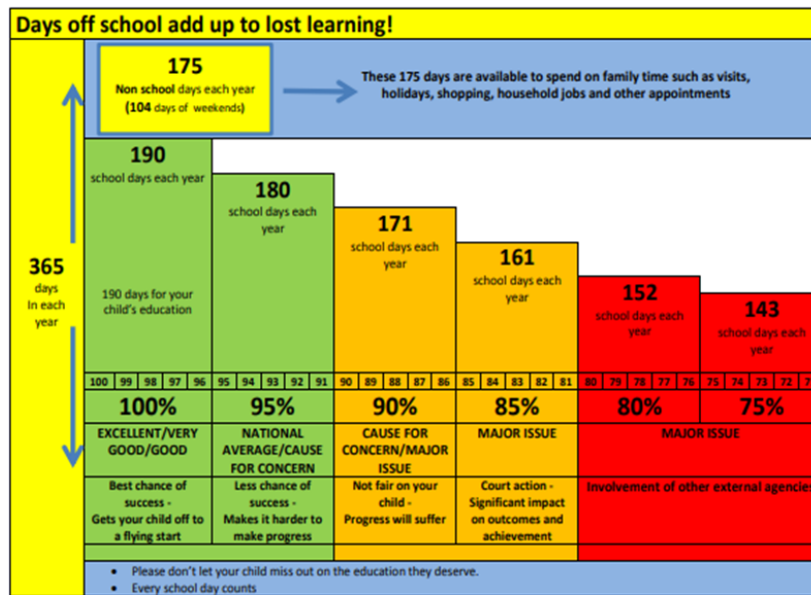 Days off school add up to lost learning!
175
Non school days each year
(104 days of weekends)
These 175 days are available to spend on family time such as visits,
holidays, shopping, household jobs and other appointments
365
days
In each
year
190
school days each year
190 days for your
child's education
180
school days each
year
171
school days each
year
161
school days each
year
152
school days each
year
143
school days each
year
100 99 98 97 96 95 94 93 92 91 90 89 88 87 86 85 84 83 82 81 80 79 78 77 76 75 74 73 72
100% 95% 90% 85% 80% 75%
EXCELLENT/VERY
GOOD/GOOD
NATIONAL
AVERAGE/CAUSE
FOR CONCERN
CAUSE FOR
CONCERN/MAJOR
ISSUE
MAJOR ISSUE
MAJOR ISSUE
Best chance of
success -
Gets your child off to
a flying start
Less chance of
success -
Makes it harder to
make progress
Not fair on your
child -
Progress will suffer
Court action -
Significant impact
on outcomes and
achievement
Involvement of other external agencies
• Please don't let your child miss out on the education they deserve.
• Every school day counts